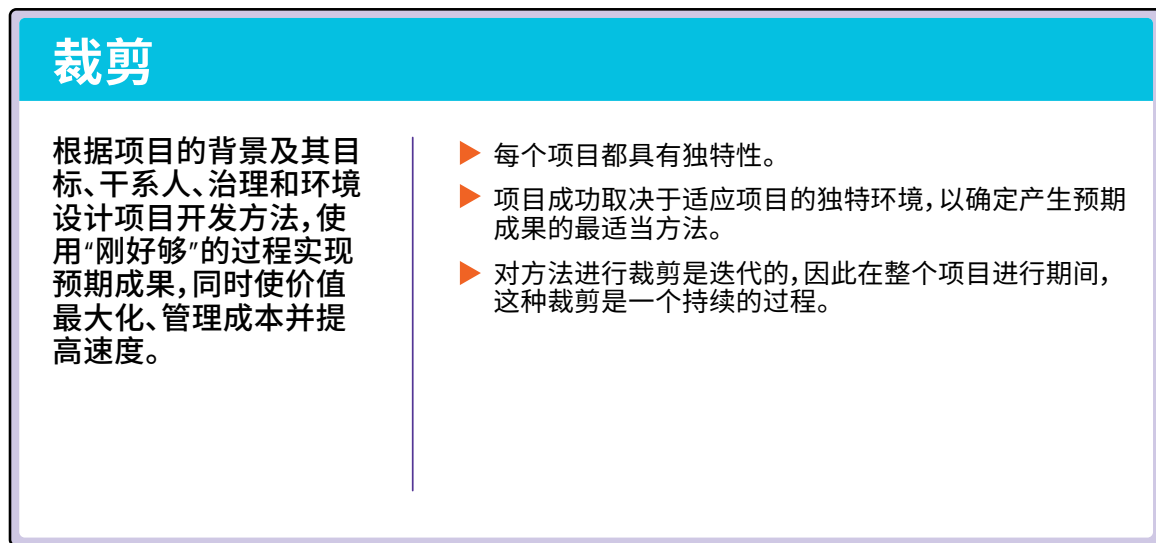 裁剪
根据项目的背景及其目
标、干系人、治理和环境
设计项目开发方法，使
用“刚好够”的过程实现
预期成果，同时使价值
最大化、管理成本并提
高速度。
每个项目都具有独特性。
项目成功取决于适应项目的独特环境，以确定产生预期
成果的最适当方法。
对方法进行裁剪是迭代的，因此在整个项目进行期间，
这种裁剪是一个持续的过程。